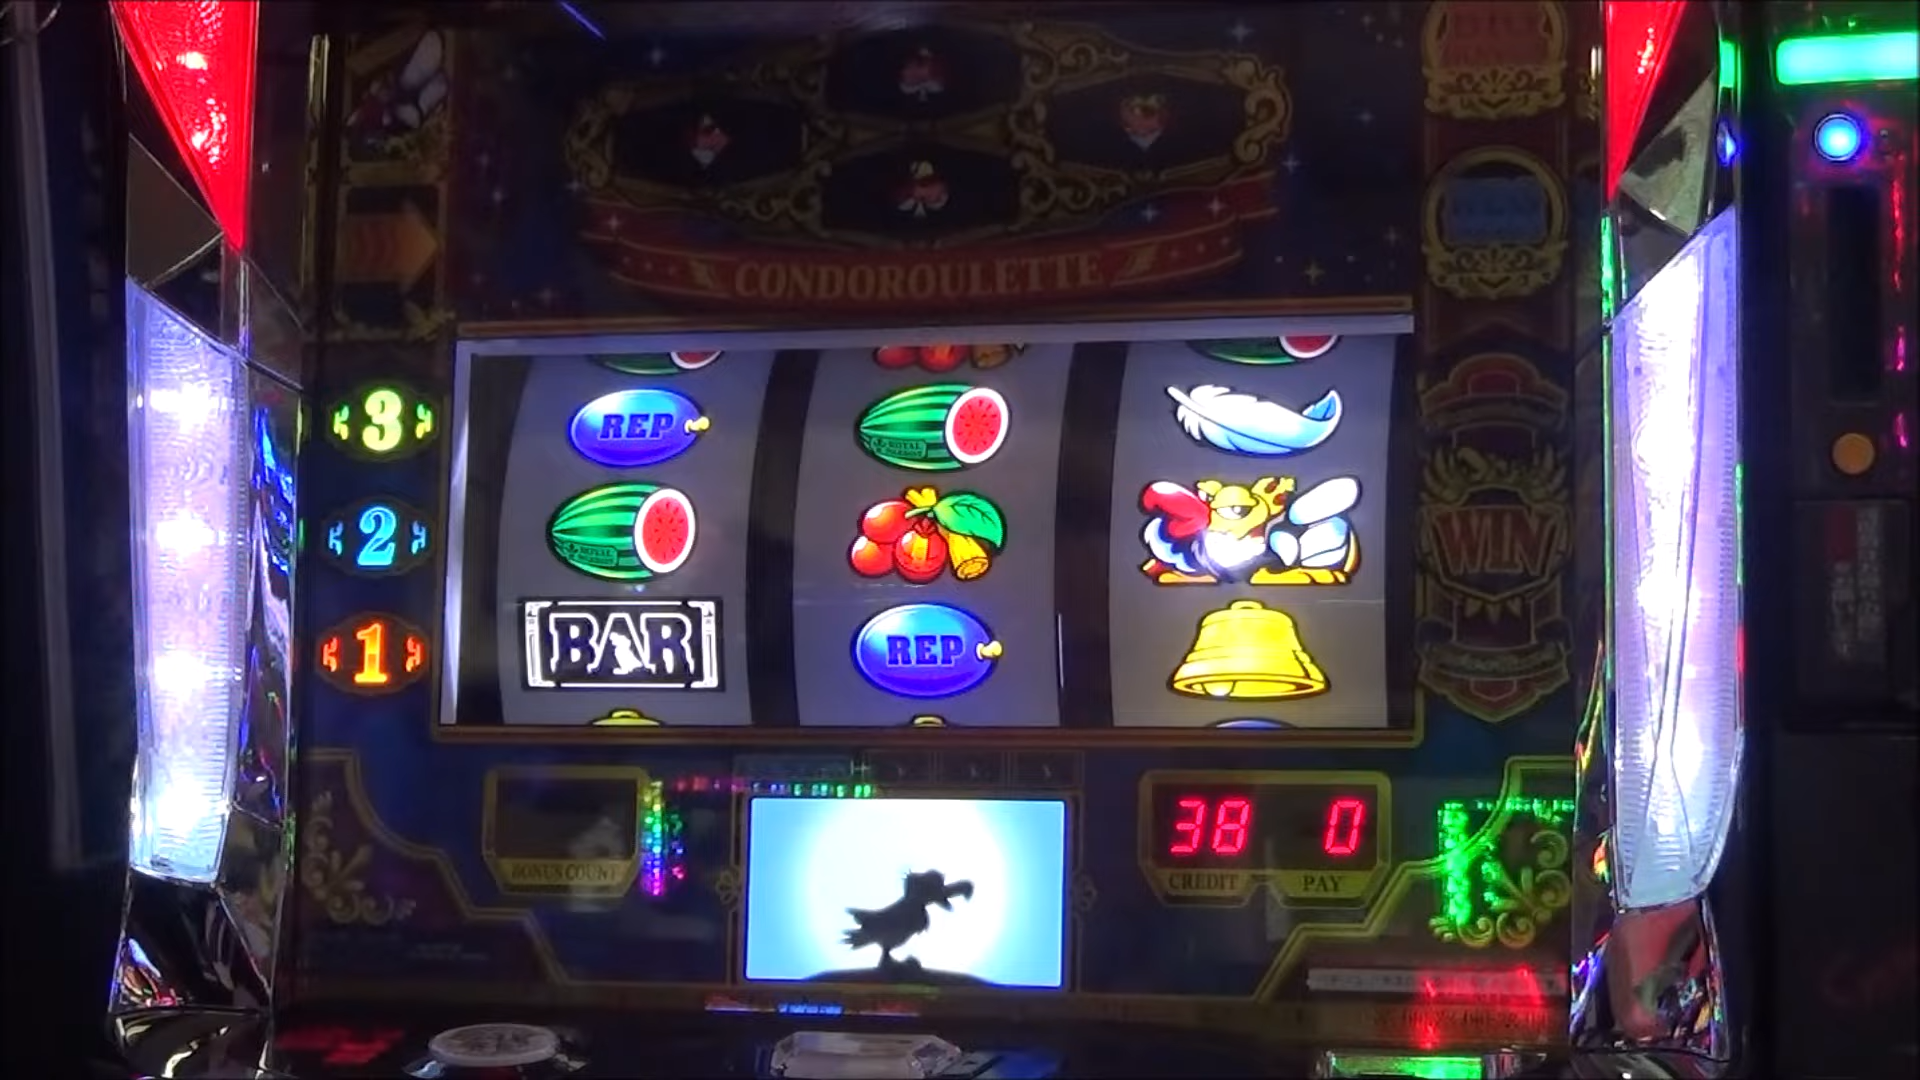 CONDOROULETTE
3
REP
ROYAL
2
ROYAL
WIN
1
BAR
REP
38 0
BONUS COUNT
CREDIT PAY